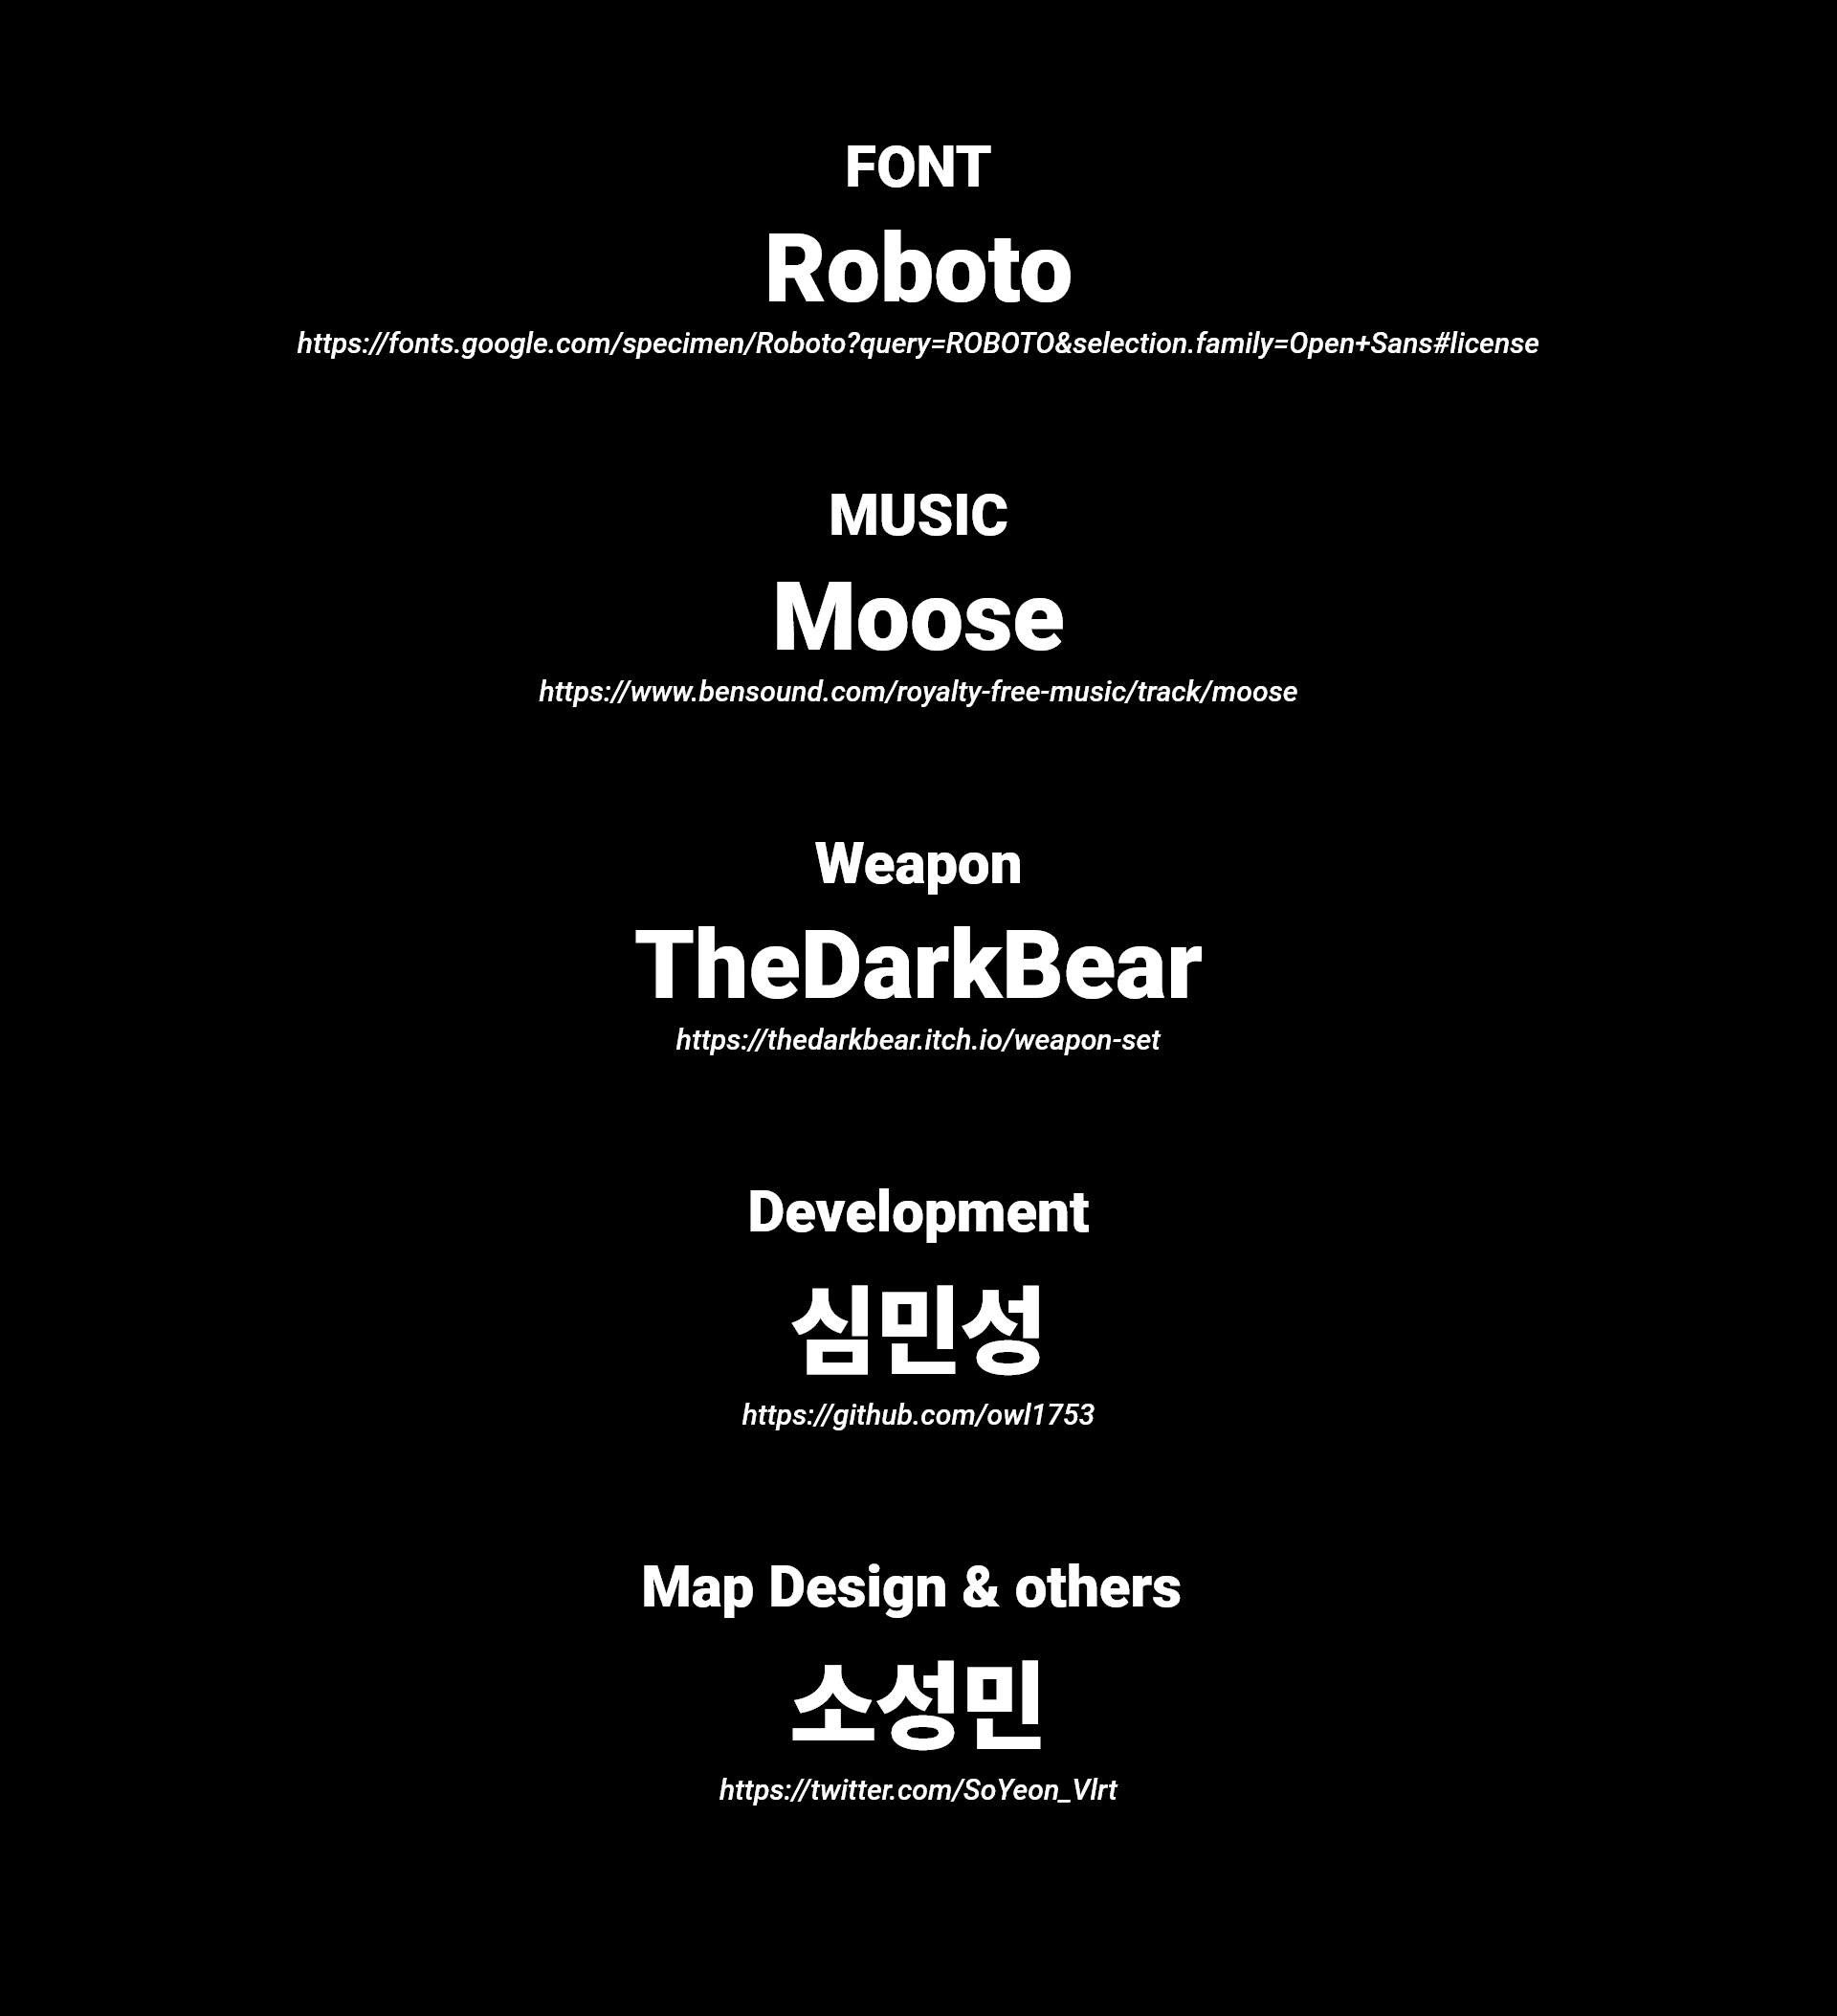 FONT
Roboto
https://fonts.google.com/specimen/Roboto?query=ROBOTO&selection.family=Open+Sans#license
MUSIC
Moose
https://www.bensound.com/royalty-free-music/track/moose
Weapon
TheDarkBear
https://thedarkbear.itch.io/weapon-set
Development
심민성
https://github.com/owl1753
Map Design & others
소성민
https://twitter.com/SoYeon_Vlrt